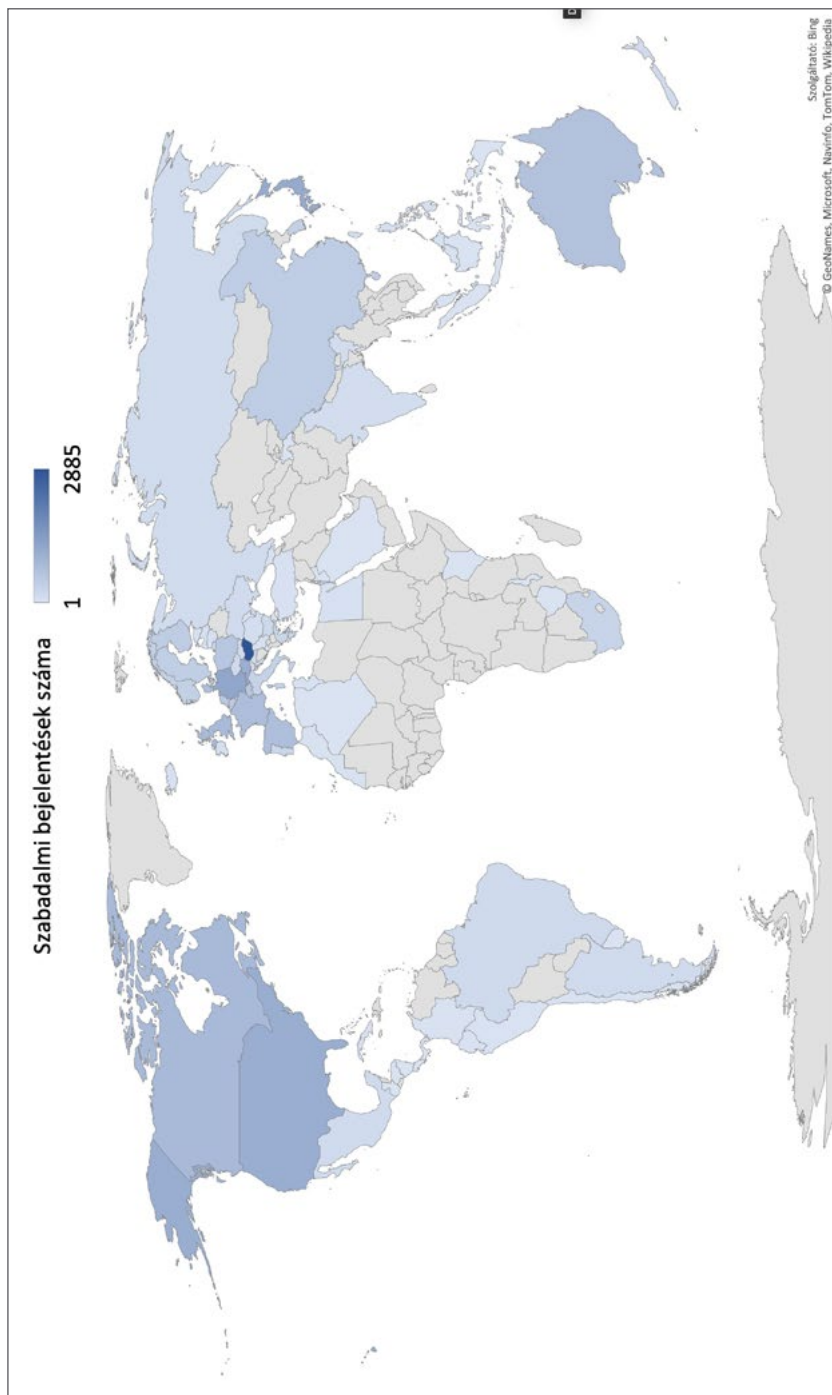 Szabadalmi bejelentések száma
1 2885
Szolgáltató: Bing
© GeoNames, Microsoft, Navinfo, TomTom, Wikipedia